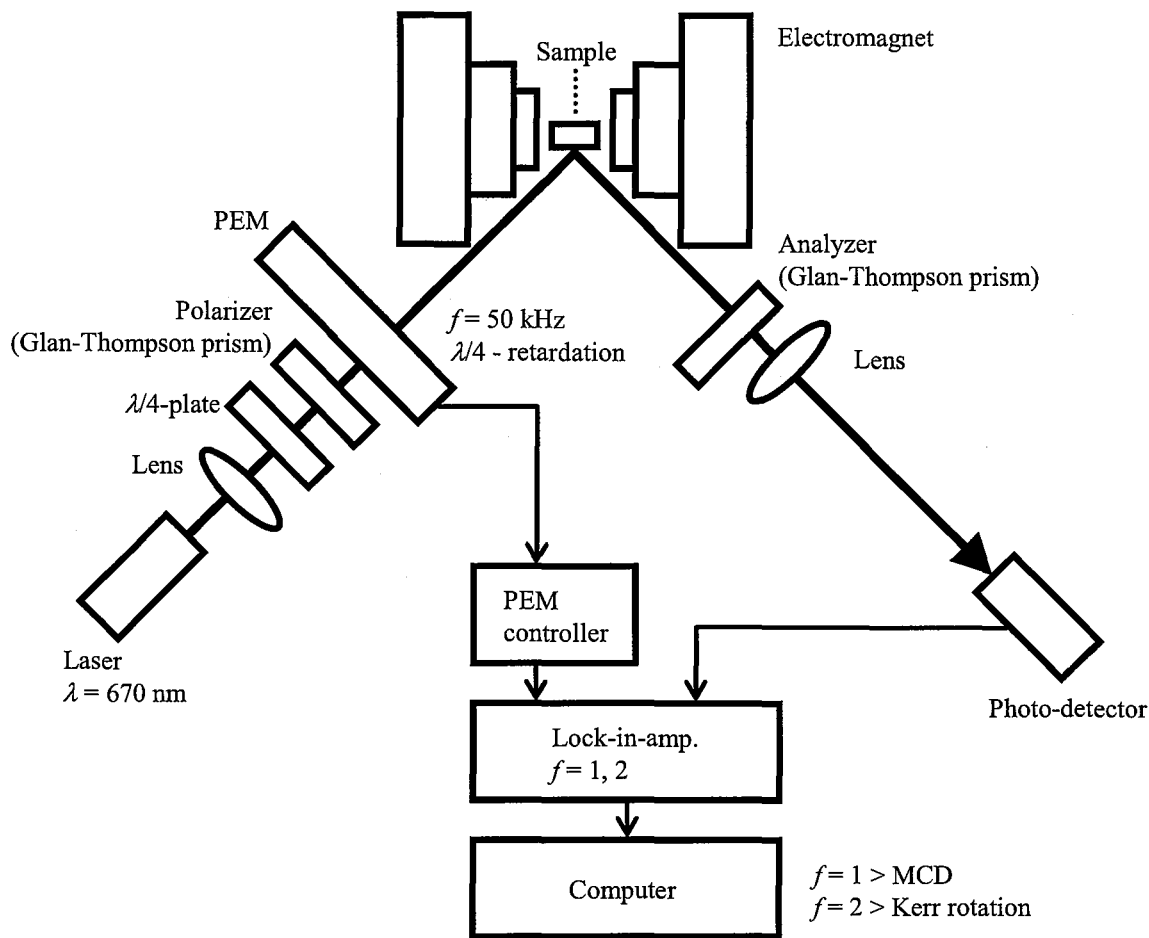 Electromagnet
Sample
PEM
Analyzer
(Glan-Thompson prism)
Polarizer
(Glan-Thompson prism)
f = 50 kHz
λ/4 - retardation
Lens
λ/4-plate
Lens
PEM
controller
Laser
λ = 670 nm
Photo-detector
Lock-in-amp.
f = 1, 2
Computer
f = 1 > MCD
f = 2 > Kerr rotation